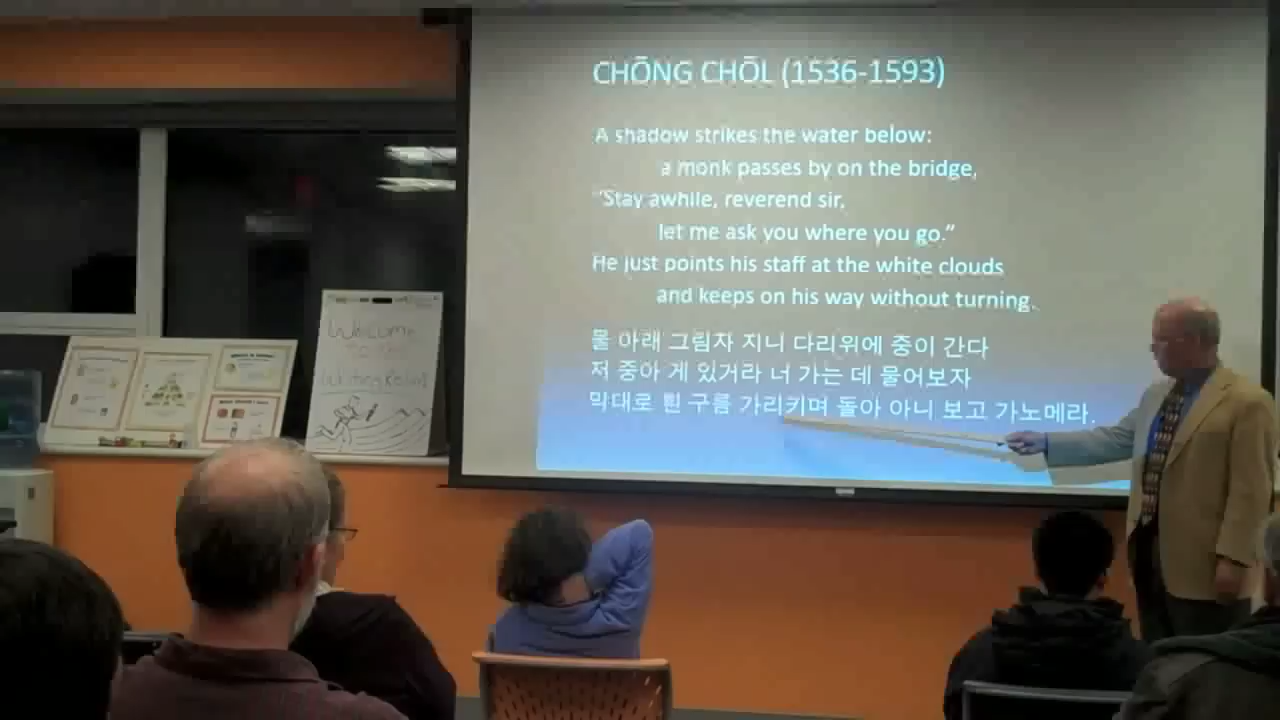 CHŌNG CHŌL (1536-1593)
A shadow strikes the water below:
a monk passes by on the bridge,
"Stay awhile, reverend sir,
let me ask you where you go."
He just points his staff at the white clouds
and keeps on his way without turning.
물 아래 그림자 지니 다리위에 중이 간다
저 중아 게 있거라 너 가는 데 물어보자
막대로 흰 구름 가리키며 돌아 아니 보고 가노메라.
Welcome